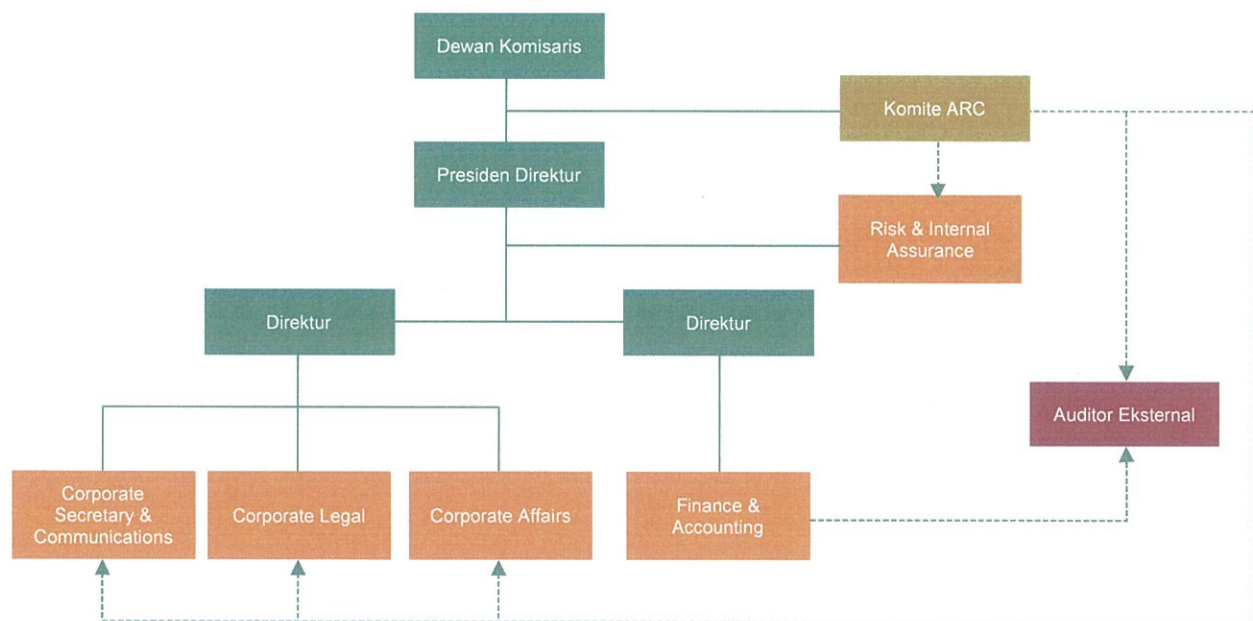 Dewan Komisaris
Komite ARC
Presiden Direktur
Risk & Internal
Assurance
Direktur
Direktur
Auditor Eksternal
Corporate
Secretary &
Communications
Corporate Legal
Corporate Affairs
Finance &
Accounting